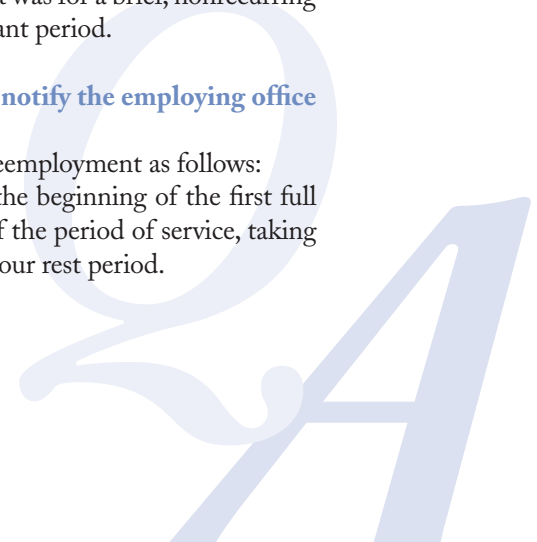 was for a brief, nonrecurring
ant period.
notify the employing office
eemployment as follows:
the beginning of the first full
f the period of service, taking
our rest period.
Q
A